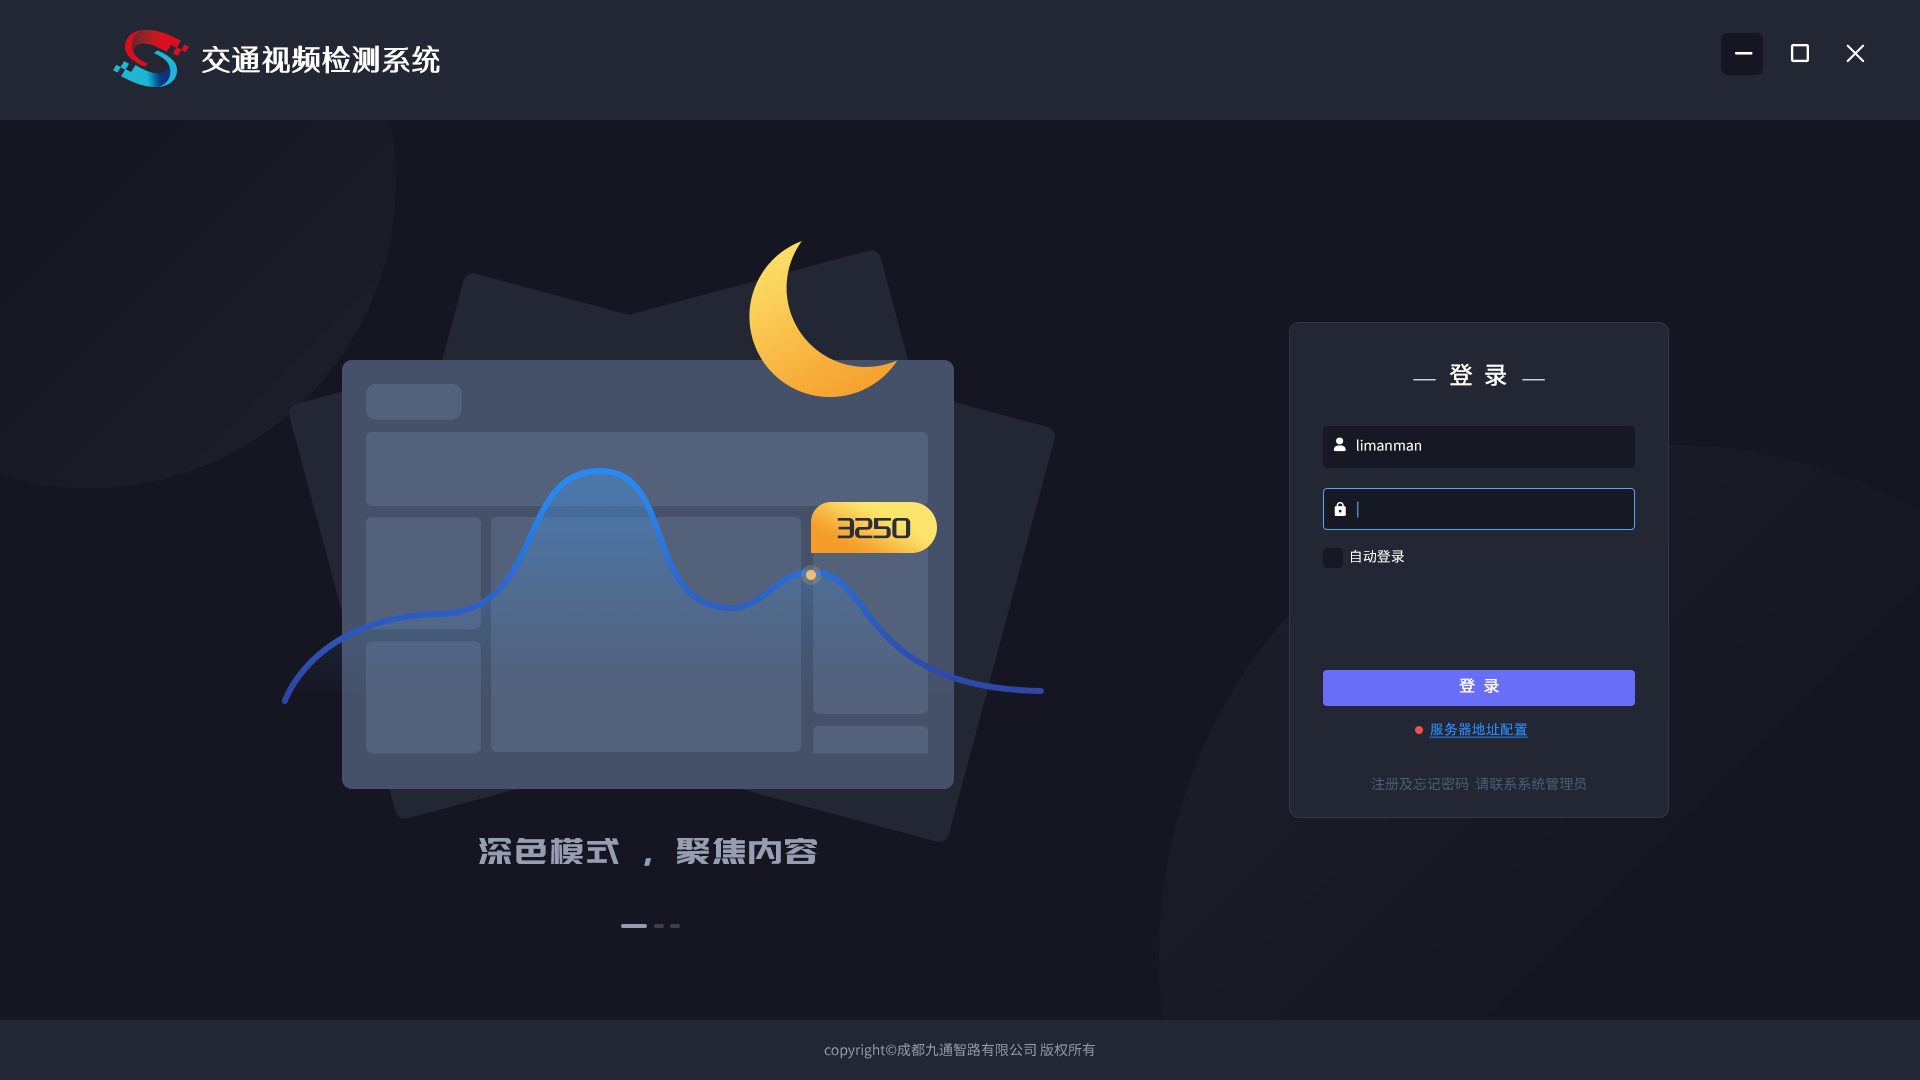 交通视频检测系统
3250
深色模式 ，聚焦内容
— 登 录 —
limanman
自动登录
登 录
服务器地址配置
注册及忘记密码 请联系系统管理员
copyright©成都九通智路有限公司 版权所有